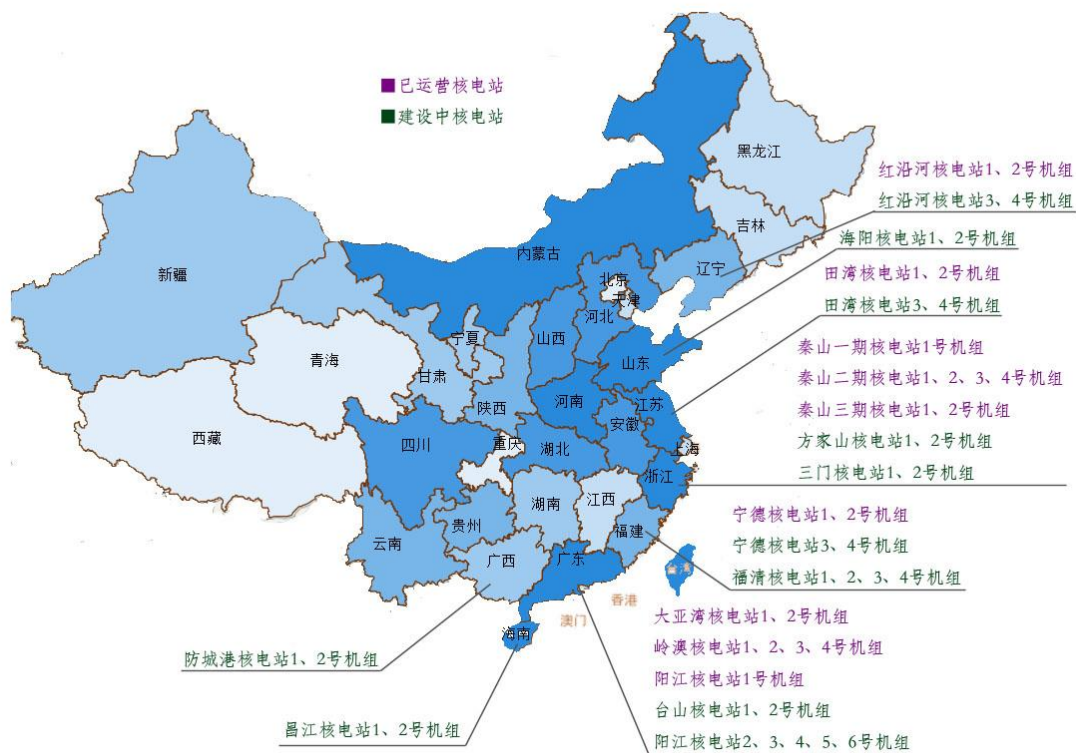 已运营核电站
建设中核电站
黑龙江
吉林
辽宁
内蒙古
新疆
北京
天津
河北
山西
山东
宁夏
青海
甘肃
陕西
河南
江苏
安徽
上海
西藏
四川
重庆
湖北
浙江
湖南
江西
贵州
云南
福建
广西
广东
台湾
香港
澳门
海南
红沿河核电站1、2号机组
红沿河核电站3、4号机组
海阳核电站1、2号机组
田湾核电站1、2号机组
田湾核电站3、4号机组
秦山一期核电站1号机组
秦山二期核电站1、2、3、4号机组
秦山三期核电站1、2号机组
方家山核电站1、2号机组
三门核电站1、2号机组
宁德核电站1、2号机组
宁德核电站3、4号机组
福清核电站1、2、3、4号机组
大亚湾核电站1、2号机组
岭澳核电站1、2、3、4号机组
阳江核电站1号机组
台山核电站1、2号机组
阳江核电站2、3、4、5、6号机组
防城港核电站1、2号机组
昌江核电站1、2号机组